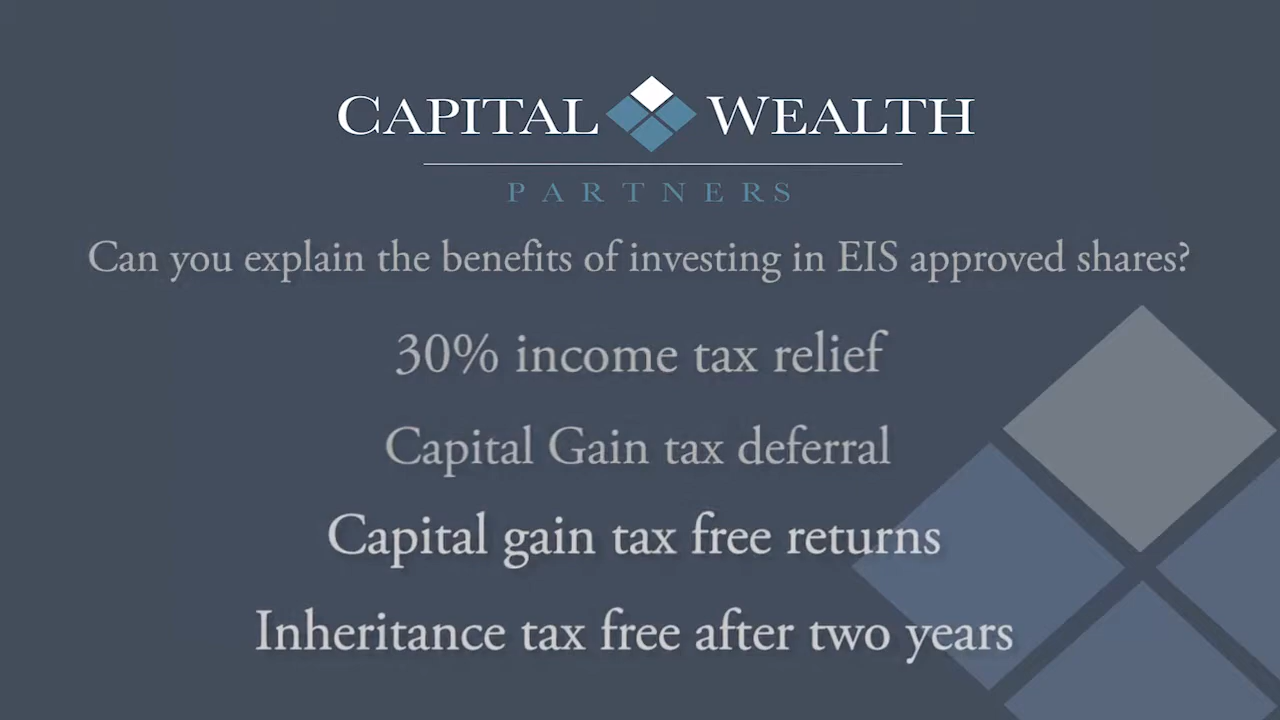 CAPITAL WEALTH
PARTNERS
Can you explain the benefits of investing in EIS approved shares?
30% income tax relief
Capital Gain tax deferral
Capital gain tax free returns
Inheritance tax free after two years